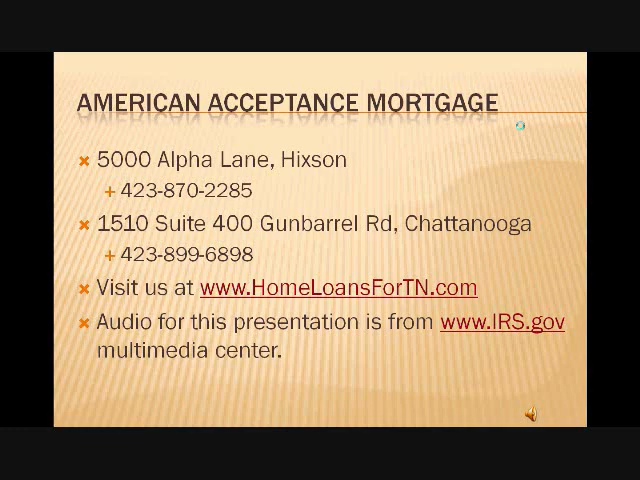 AMERICAN ACCEPTANCE MORTGAGE
5000 Alpha Lane, Hixson
423-870-2285
1510 Suite 400 Gunbarrel Rd, Chattanooga
423-899-6898
Visit us at www.HomeLoansForTN.com
Audio for this presentation is from www.IRS.gov
multimedia center.